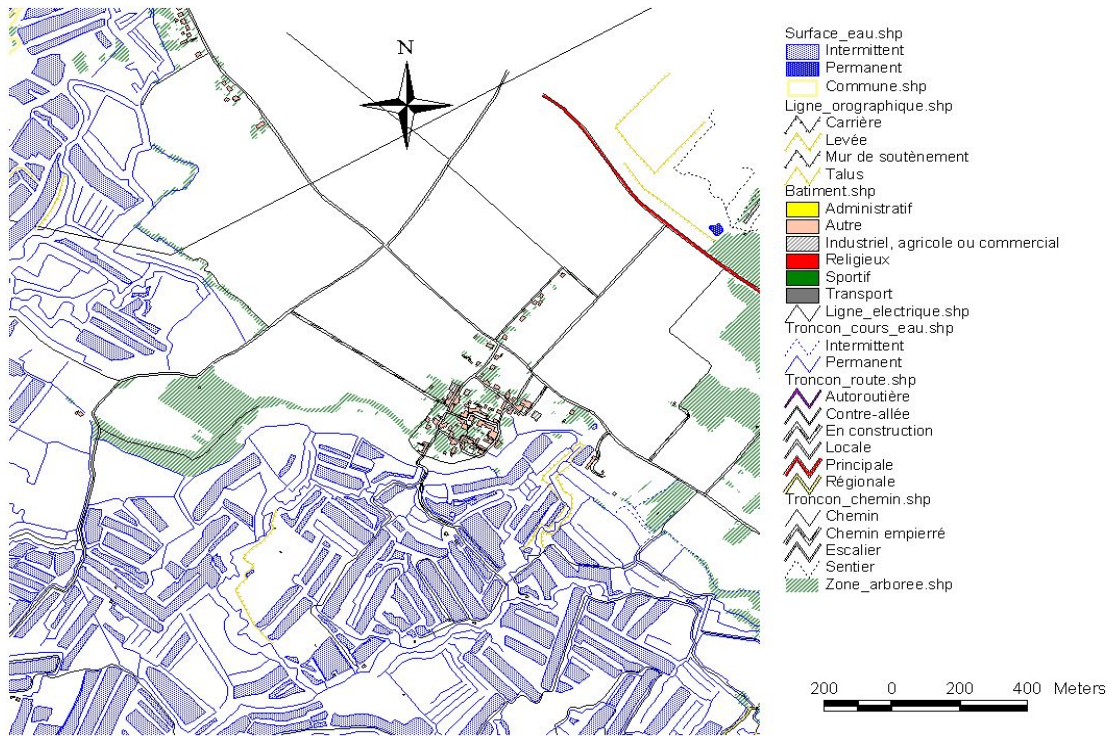 N
Surface_eau.shp
Intermittent
Permanent
Commune.shp
Ligne_orographique.shp
Carrière
Levée
Mur de soutènement
Talus
Batiment.shp
Administratif
Autre
Industriel, agricole ou commercial
Religieux
Sportif
Transport
Ligne_electrique.shp
Troncon_cours_eau.shp
Intermittent
Permanent
Troncon_route.shp
Autoroutière
Contre-allée
En construction
Locale
Principale
Régionale
Troncon_chemin.shp
Chemin
Chemin empierré
Escalier
Sentier
Zone_arboree.shp
200 0 200 400 Meters